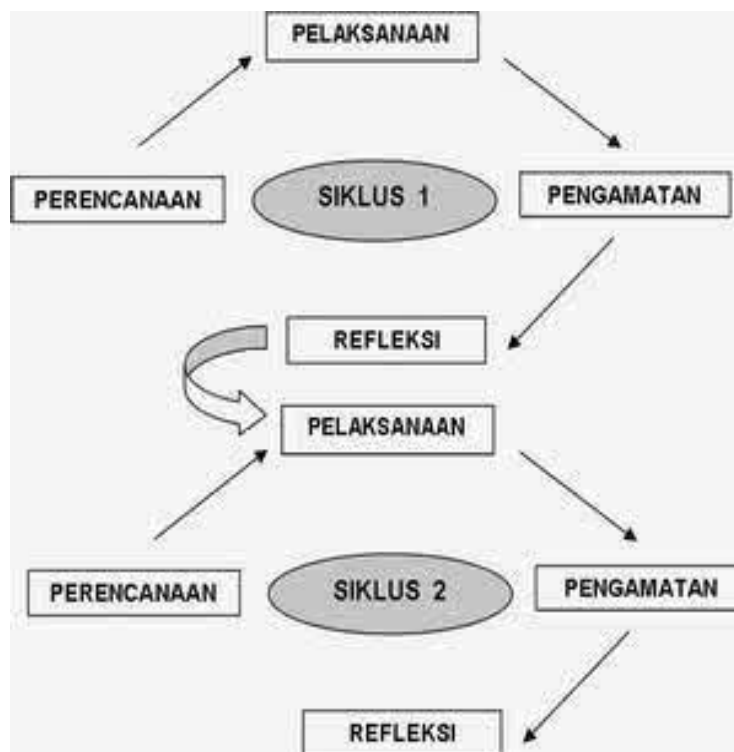 PELAKSANAAN
PERENCANAAN
SIKLUS 1
PENGAMATAN
REFLEKSI
PELAKSANAAN
PERENCANAAN
SIKLUS 2
PENGAMATAN
REFLEKSI